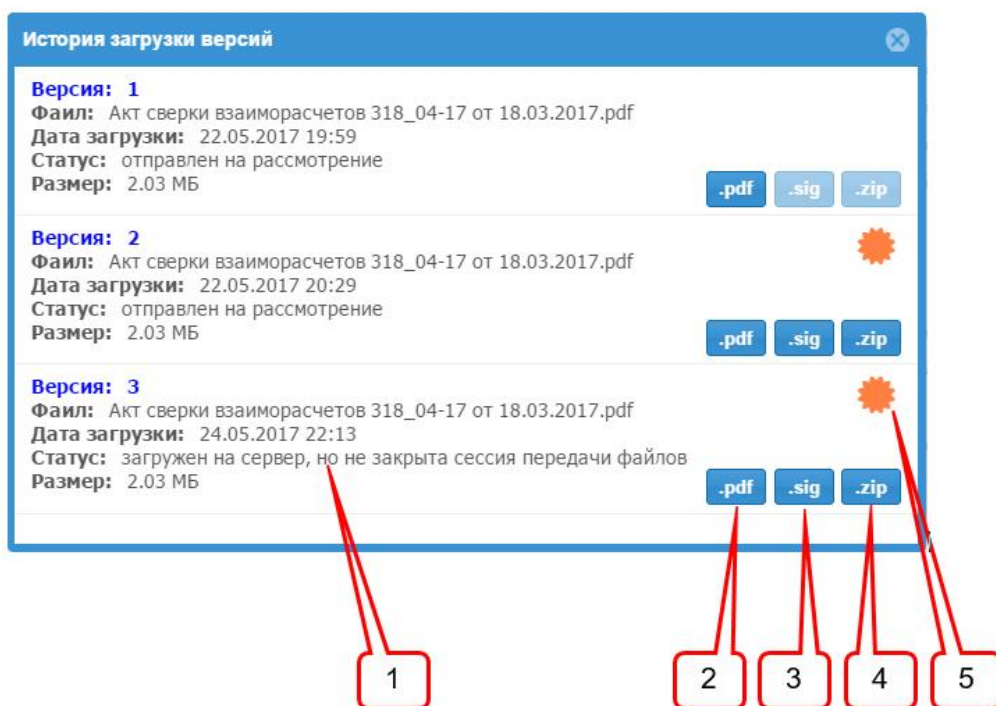 История загрузки версий
Версия: 1
Фаил: Акт сверки взаиморасчетов 318_04-17 от 18.03.2017.pdf
Дата загрузки: 22.05.2017 19:59
Статус: отправлен на рассмотрение
Размер: 2.03 МБ
.pdf .sig .zip
Версия: 2
Фаил: Акт сверки взаиморасчетов 318_04-17 от 18.03.2017.pdf
Дата загрузки: 22.05.2017 20:29
Статус: отправлен на рассмотрение
Размер: 2.03 МБ
.pdf .sig .zip
Версия: 3
Фаил: Акт сверки взаиморасчетов 318_04-17 от 18.03.2017.pdf
Дата загрузки: 24.05.2017 22:13
Статус: загружен на сервер, но не закрыта сессия передачи файлов
Размер: 2.03 МБ
.pdf .sig .zip
1 2 3 4 5